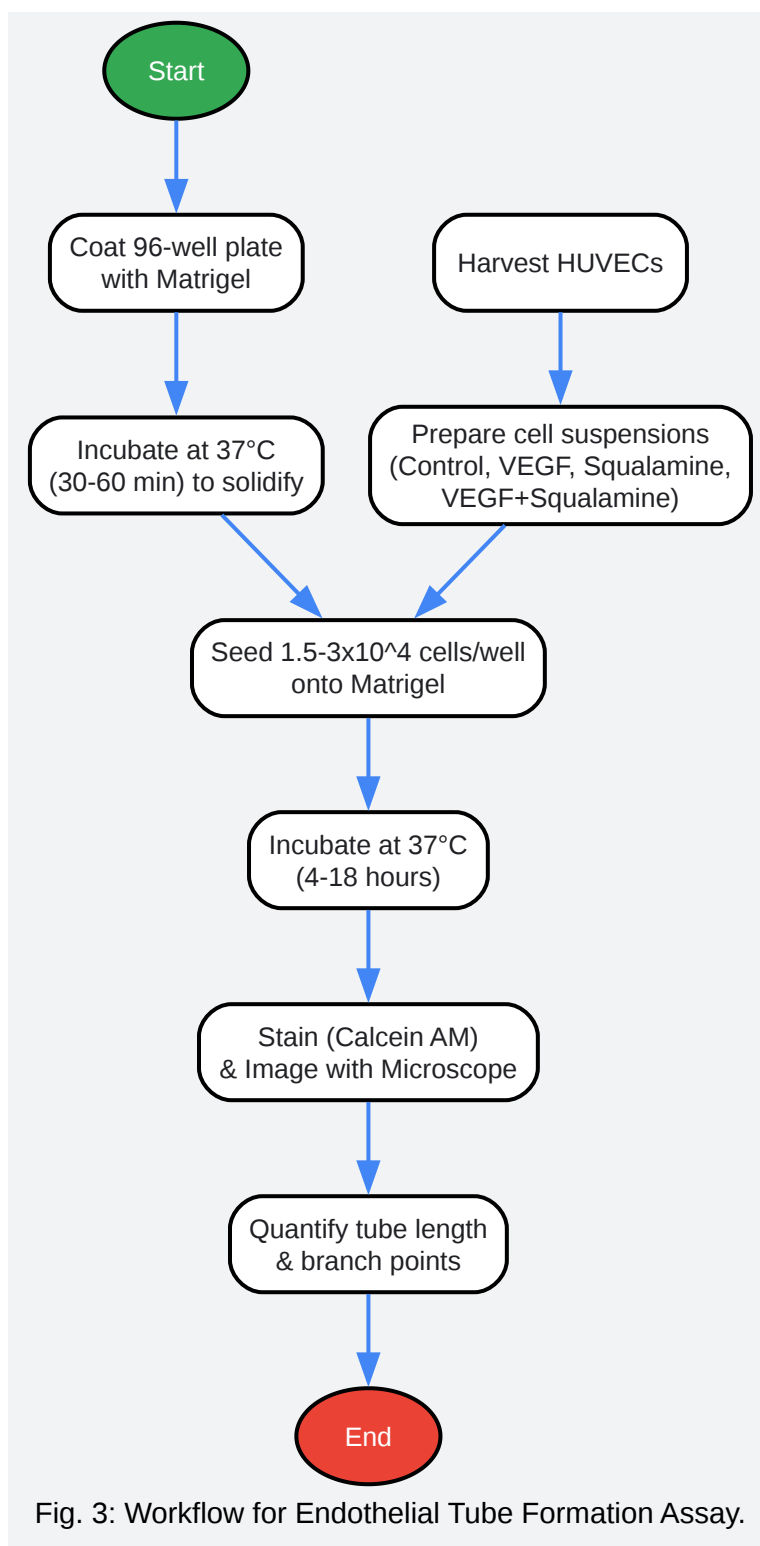 Start
Coat 96-well plate
with Matrigel
Harvest HUVECs
Incubate at 37°C
(30-60 min) to solidify
Prepare cell suspensions
(Control, VEGF, Squalamine,
VEGF+Squalamine)
Seed 1.5-3x10^4 cells/well
onto Matrigel
Incubate at 37°C
(4-18 hours)
Stain (Calcein AM)
& Image with Microscope
Quantify tube length
& branch points
End
Fig. 3: Workflow for Endothelial Tube Formation Assay.